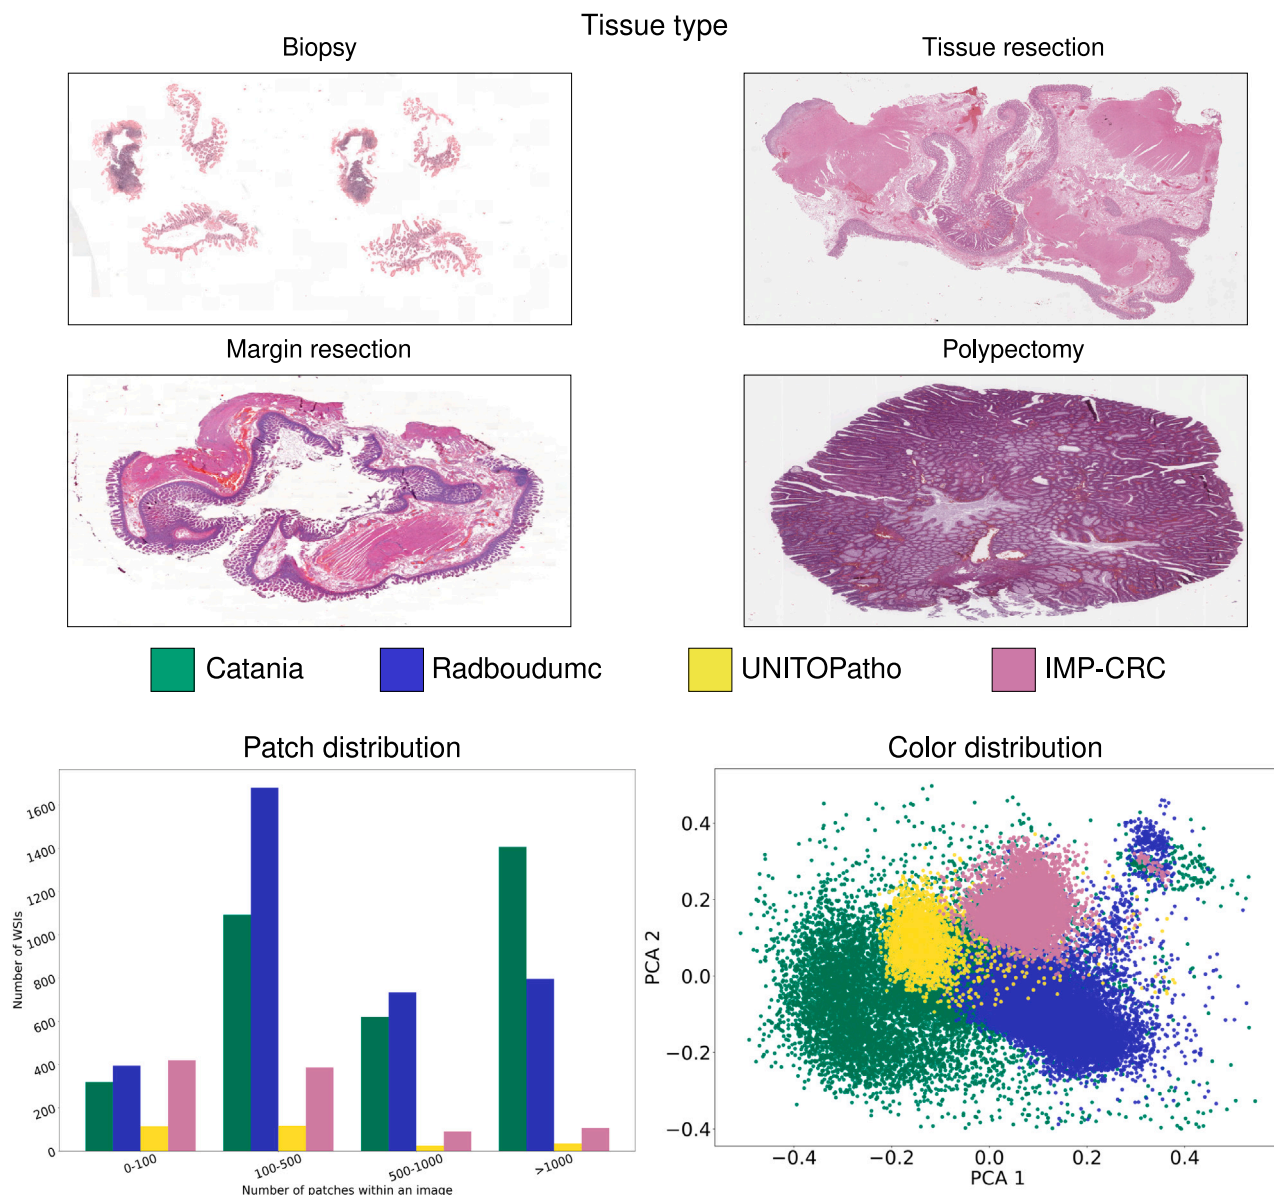 Tissue type
Biopsy
Tissue resection
Margin resection
Polypectomy
Catania
Radboudumc
UNITOPatho
IMP-CRC
Patch distribution
Number of WSIs
1600
1400
1200
1000
800
600
400
200
0
0-100
100-500
500-1000
>1000
Number of patches within an image
Color distribution
PCA 2
0.4
0.2
0.0
−0.2
−0.4
−0.4
−0.2
0.0
0.2
0.4
PCA 1